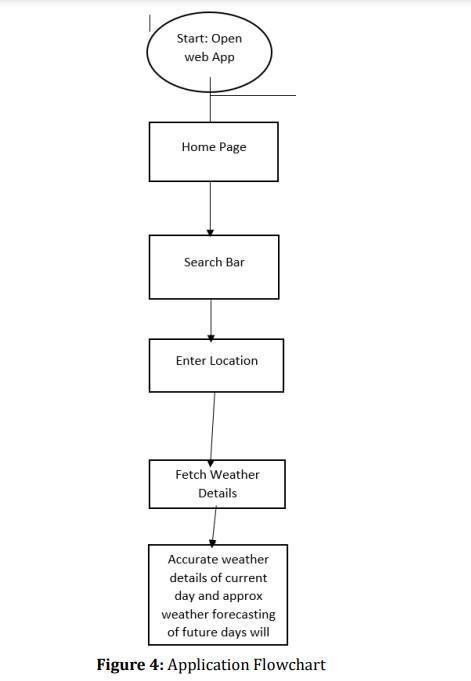 Start: Open
web App
Home Page
Search Bar
Enter Location
Fetch Weather
Details
Accurate weather
details of current
day and approx
weather forecasting
of future days will
Figure 4: Application Flowchart